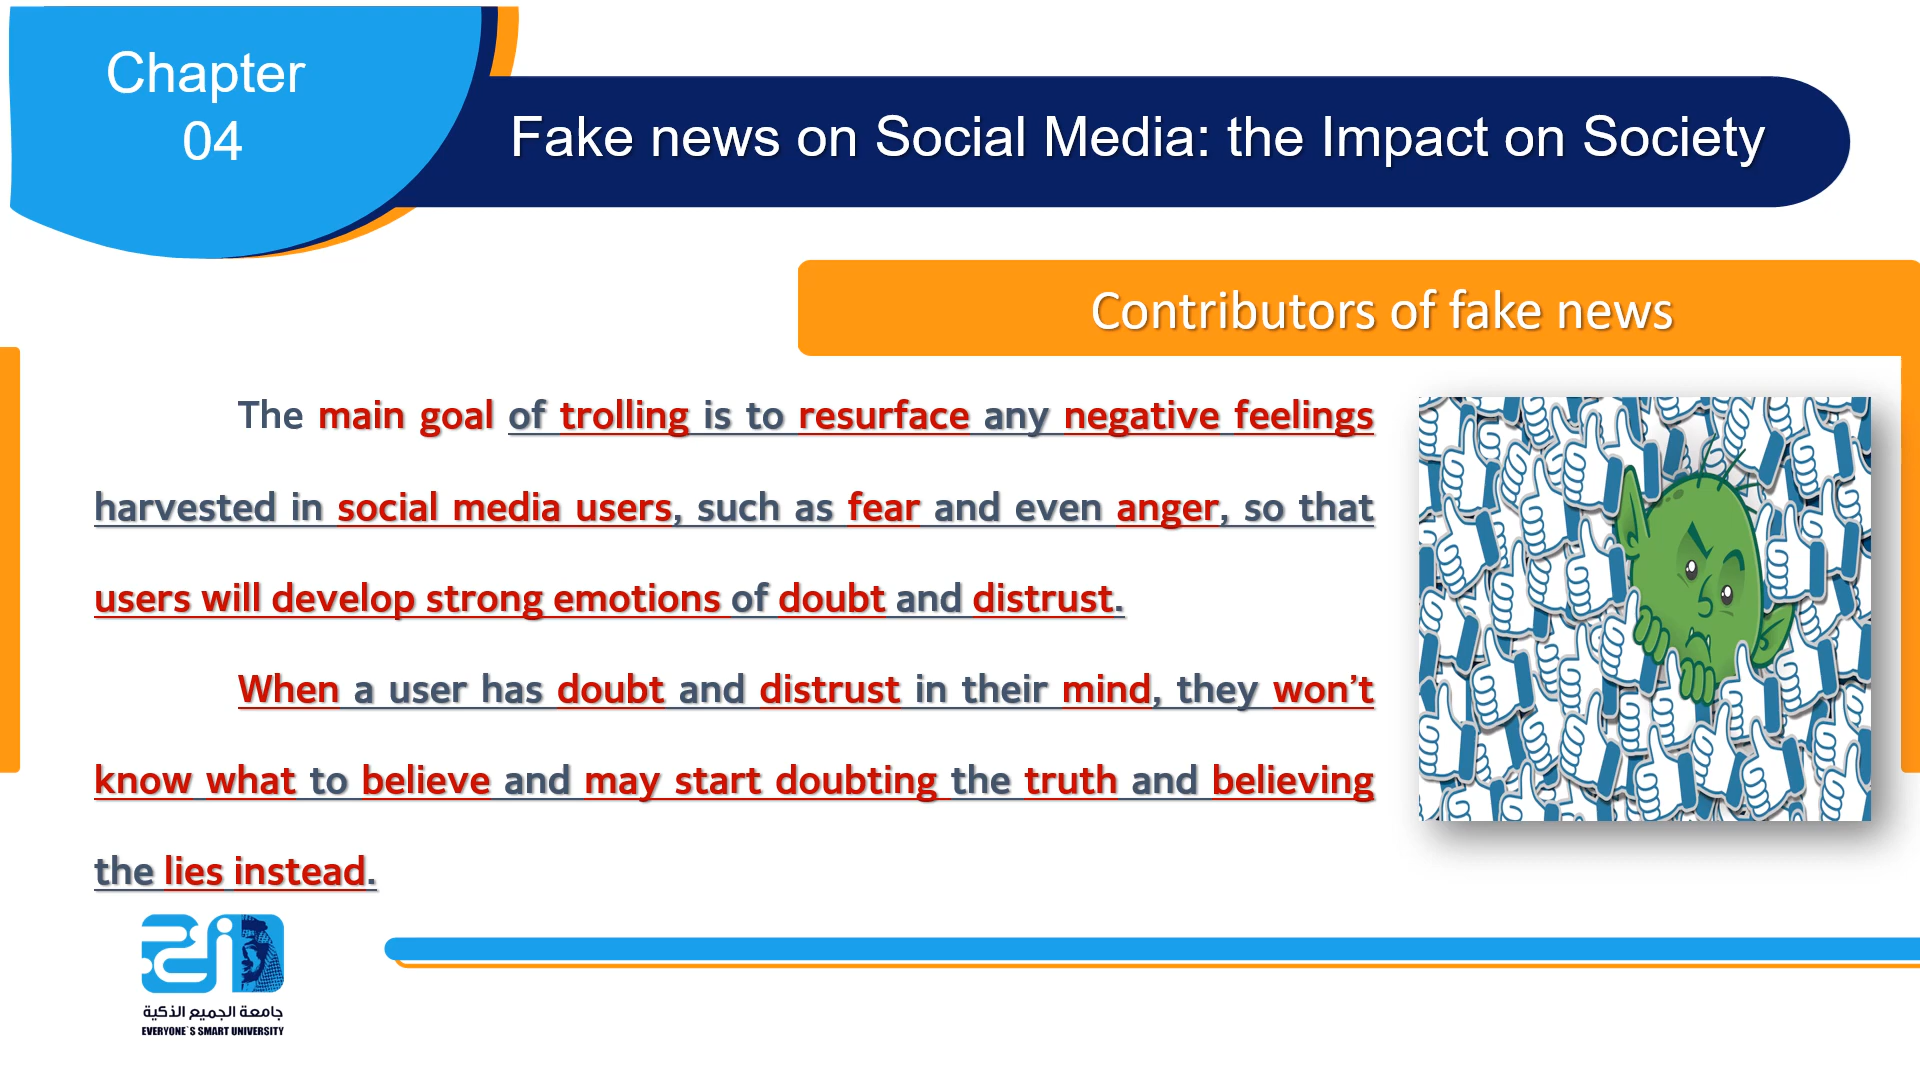 Chapter
04
Fake news on Social Media: the Impact on Society
Contributors of fake news
The main goal of trolling is to resurface any negative feelings
harvested in social media users, such as fear and even anger, so that
users will develop strong emotions of doubt and distrust.
When a user has doubt and distrust in their mind, they won’t
know what to believe and may start doubting the truth and believing
the lies instead.
جامعة الجميع الذكية
EVERYONE`S SMART UNIVERSITY